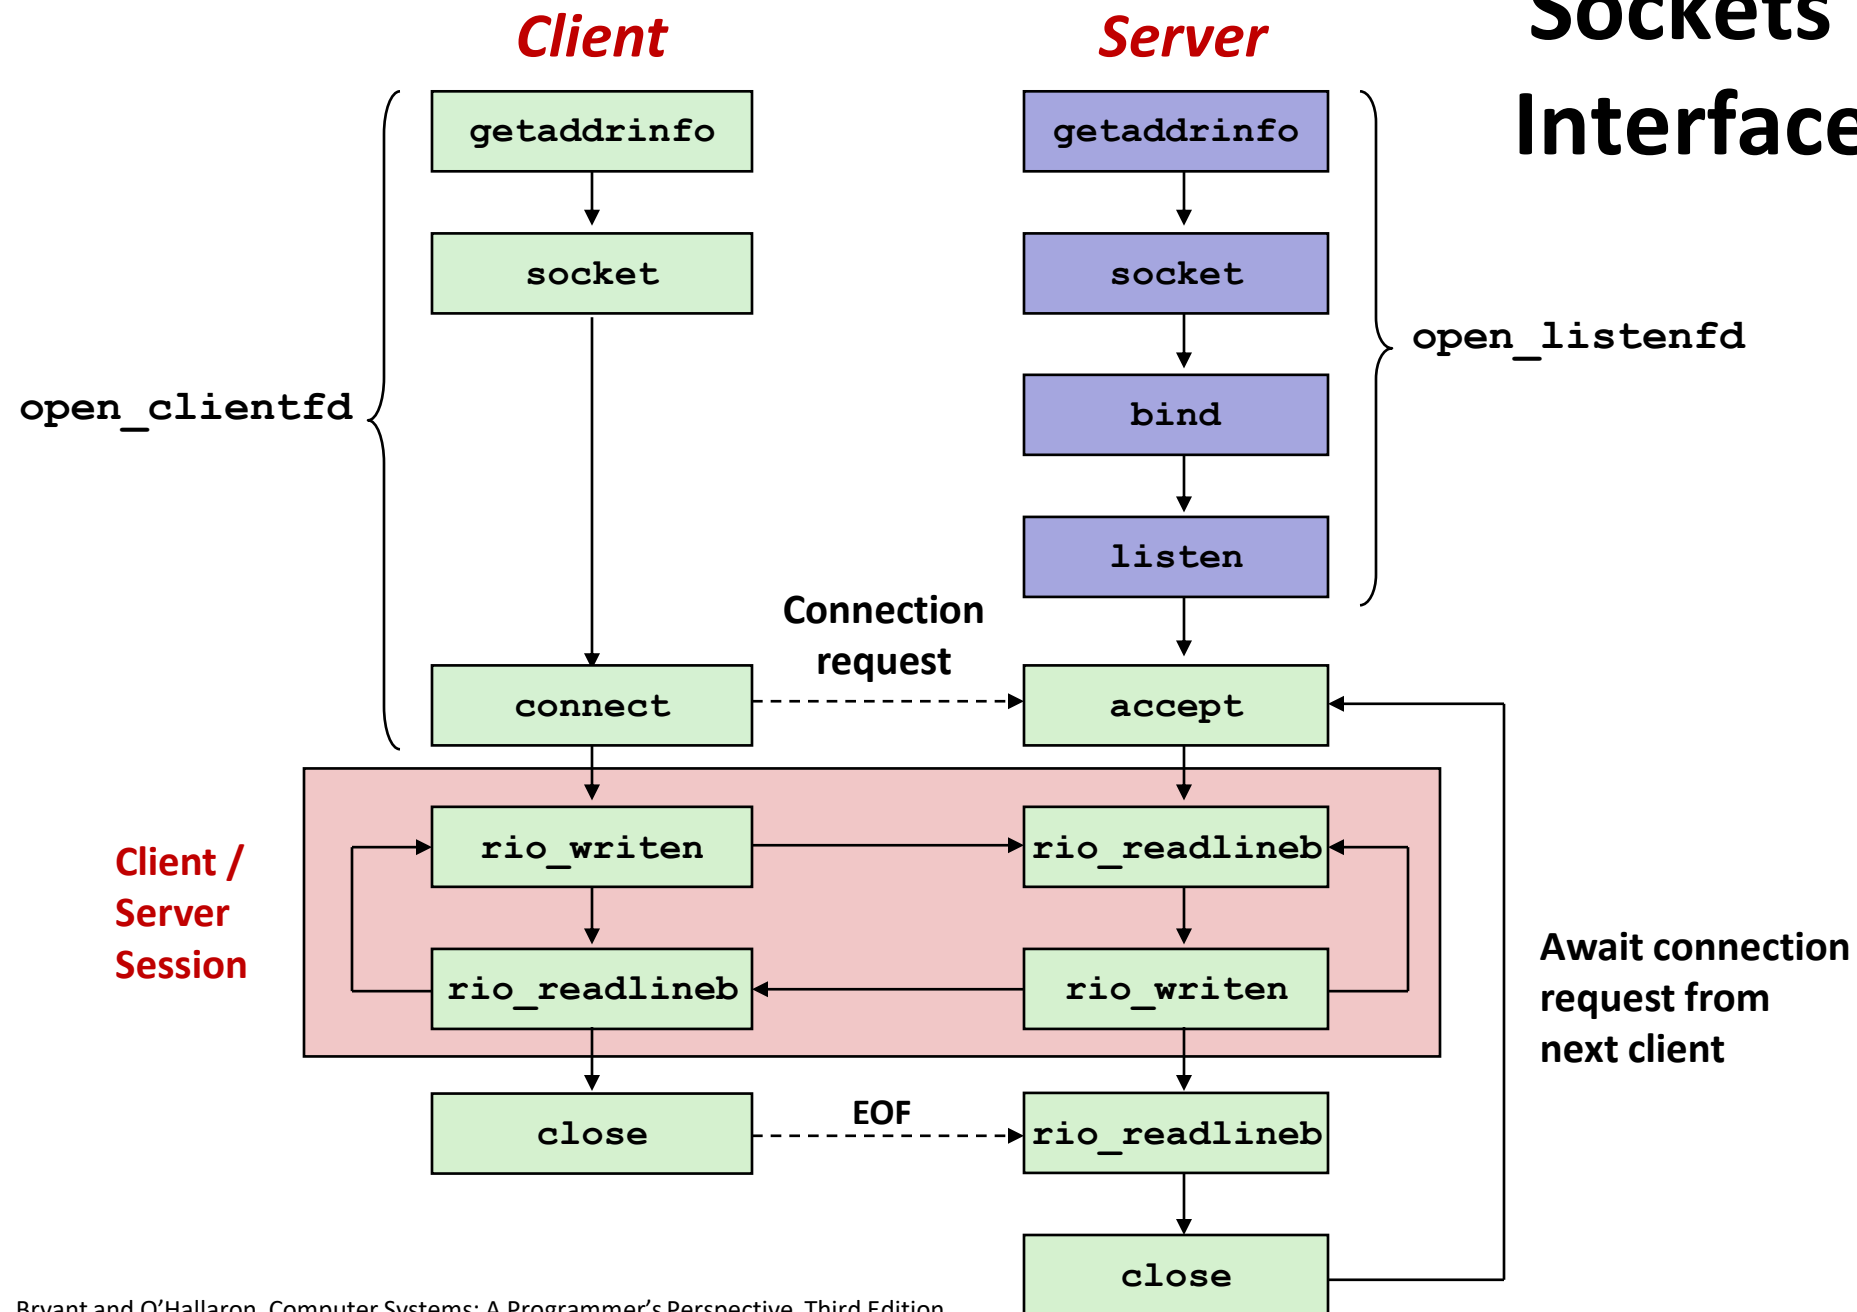 Sockets
Interface
Client
Server
getaddrinfo
getaddrinfo
socket
socket
open_listenfd
open_clientfd
bind
listen
Connection
request
connect
accept
Client /
Server
Session
rio_writen
rio_readlineb
rio_readlineb
rio_writen
Await connection
request from
next client
close
EOF
rio_readlineb
close
Bryant and O'Hallaron, Computer Systems: A Programmer's Perspective, Third Edition